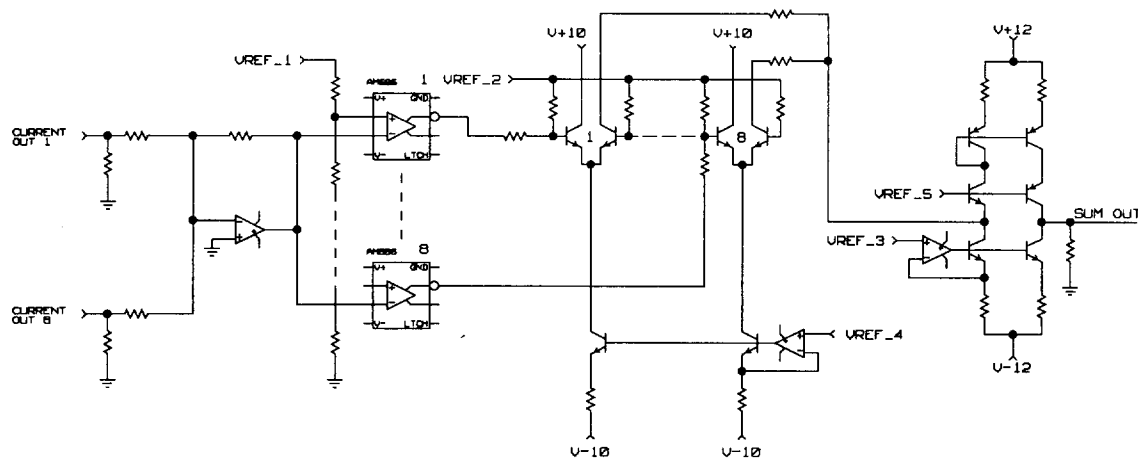 V+12
V+10
V+10
VREF_1
AM686
1
VREF_2
V+
GND
CURRENT
OUT 1
1
8
V-
LTCH
VREF_5
SUM OUT
VREF_3
AM686
8
V+
GND
CURRENT
OUT 8
V-
LTCH
VREF_4
V-12
V-10
V-10